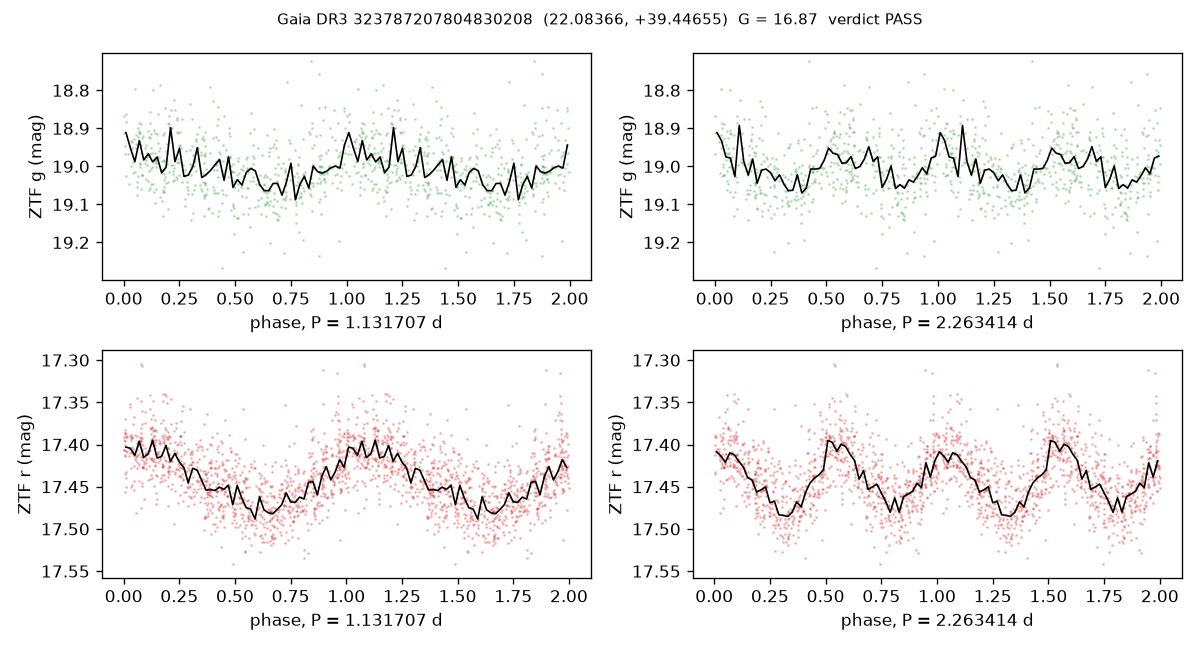 Gaia DR3 323787207804830208 (22.08366, +39.44655) G = 16.87 verdict PASS
ZTF g (mag)
18.8
18.9
19.0
19.1
19.2
0.00 0.25 0.50 0.75 1.00 1.25 1.50 1.75 2.00
phase, P = 1.131707 d
ZTF g (mag)
18.8
18.9
19.0
19.1
19.2
0.00 0.25 0.50 0.75 1.00 1.25 1.50 1.75 2.00
phase, P = 2.263414 d
ZTF r (mag)
17.30
17.35
17.40
17.45
17.50
17.55
0.00 0.25 0.50 0.75 1.00 1.25 1.50 1.75 2.00
phase, P = 1.131707 d
ZTF r (mag)
17.30
17.35
17.40
17.45
17.50
17.55
0.00 0.25 0.50 0.75 1.00 1.25 1.50 1.75 2.00
phase, P = 2.263414 d